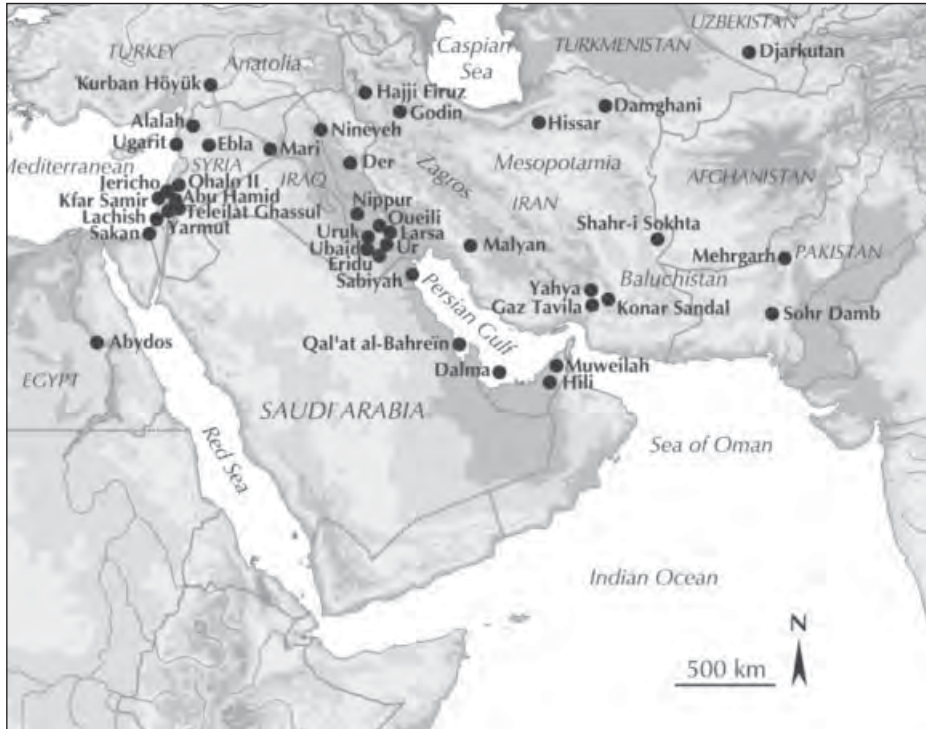 UZBEKISTAN
Caspian
Sea
TURKMENISTAN
Djarkutan
TURKEY
Anatolia
Kurban Höyük
Hajji Firuz
Godin
Damghani
Hissar
Alalah
Nineveh
Ugarit
Ebla
Mari
Mediterranean
SYRIA
Der
Mesopotarnia
Zagros
AFGHANISTAN
IRAQ
IRAN
Jericho
Ohalo II
Kfar Samir
Abu Hamid
Lachish
Teleilat Ghassul
Yarmut
Sakan
Nippur
Oueili
Uruk
Larsa
Ubaid
Ur
Eridu
Sabiyah
Malyan
Shahr-i Sokhta
Mehrgarh
PAKISTAN
Yahya
Baluchistan
Gaz Tavila
Konar Sandal
Sohr Damb
Persian Gulf
Abydos
Qal'at al-Bahreïn
Dalma
Muweilah
Hili
EGYPT
SAUDI ARABIA
Red Sea
Sea of Oman
Indian Ocean
N
500 km